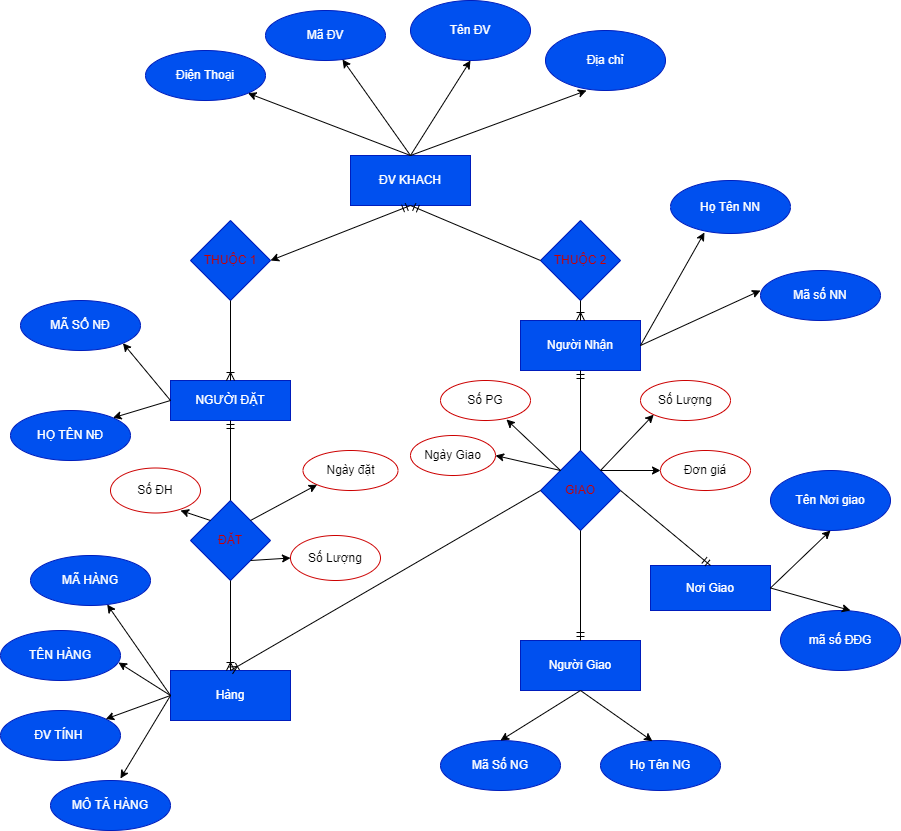 Tên ĐV
Mã ĐV
Địa chỉ
Điện Thoại
ĐV KHACH
Họ Tên NN
THUỘC 1
THUỘC 2
Mã số NN
MÃ SỐ NĐ
Người Nhận
NGƯỜI ĐẶT
Số PG
Số Lượng
HỌ TÊN NĐ
Ngày Giao
Ngày đặt
Đơn giá
Số ĐH
GIAO
Tên Nơi giao
ĐẶT
Số Lượng
MÃ HÀNG
Nơi Giao
mã số ĐĐG
TÊN HÀNG
Người Giao
Hàng
ĐV TÍNH
Mã Số NG
Họ Tên NG
MÔ TẢ HÀNG